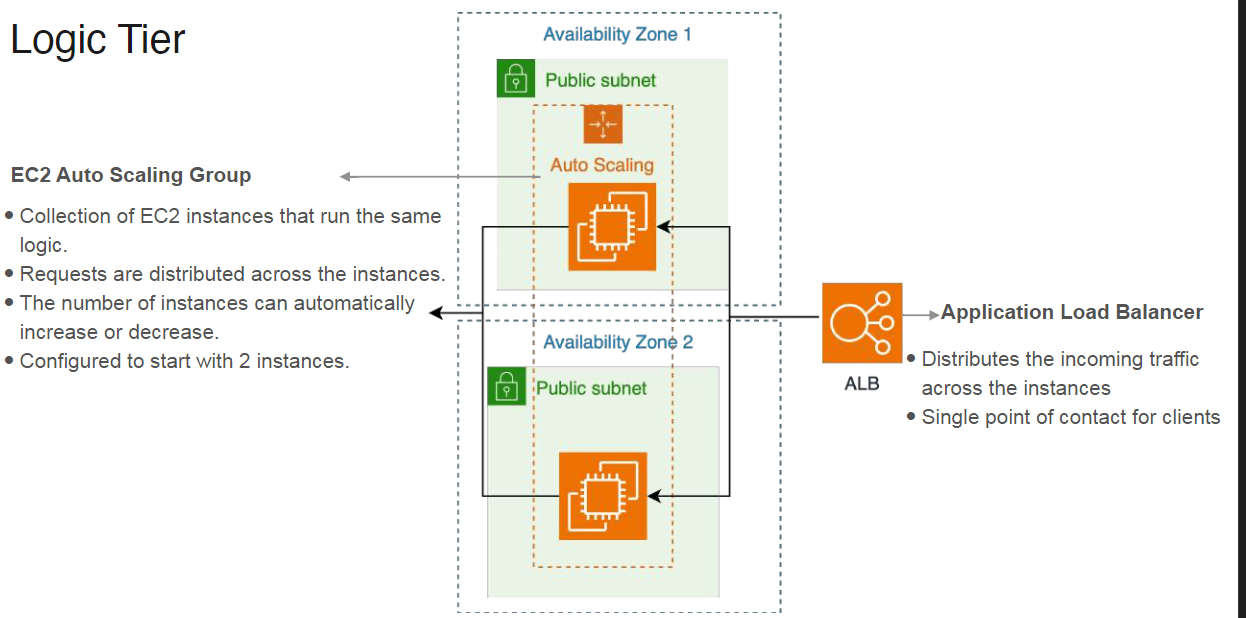 Logic Tier
Availability Zone 1
Public subnet
Auto Scaling
EC2 Auto Scaling Group
• Collection of EC2 instances that run the same
logic.
• Requests are distributed across the instances.
• The number of instances can automatically
increase or decrease.
• Configured to start with 2 instances.
Availability Zone 2
Public subnet
ALB
Application Load Balancer
• Distributes the incoming traffic
across the instances
• Single point of contact for clients